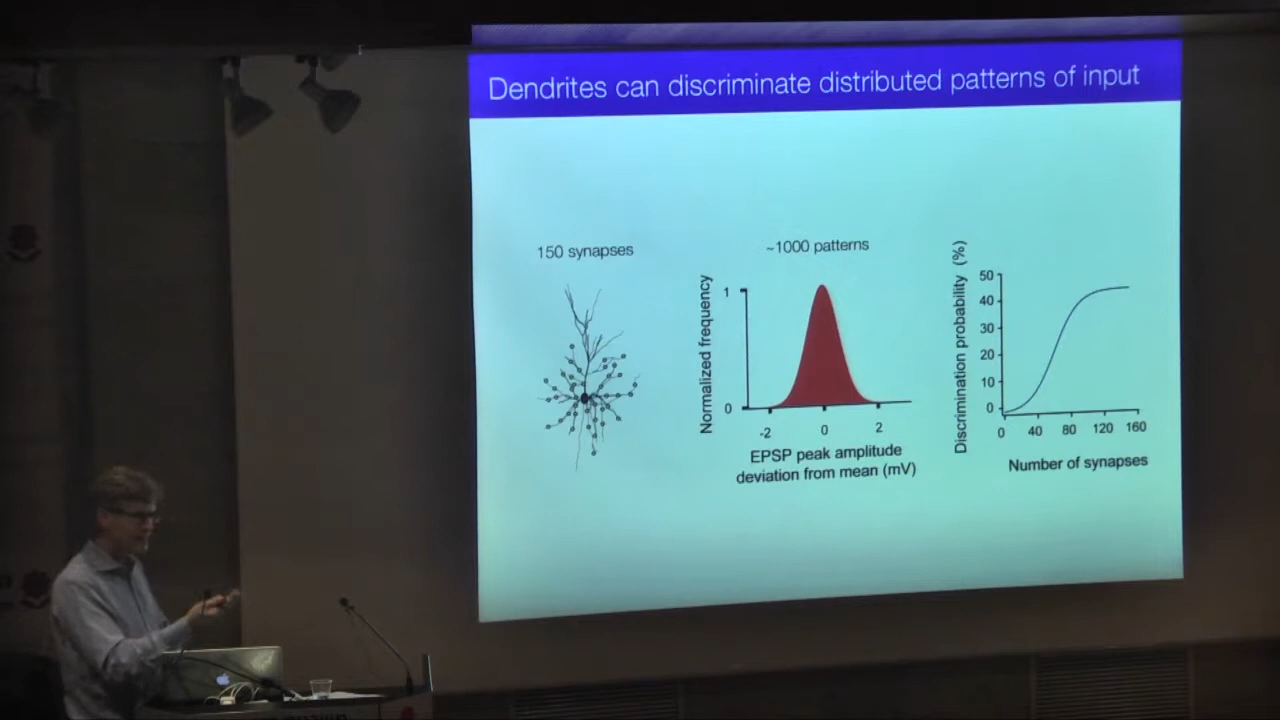 Dendrites can discriminate distributed patterns of input
150 synapses
~1000 patterns
Normalized frequency
1
0
-2 0 2
EPSP peak amplitude
deviation from mean (mV)
Discrimination probability (%)
50
40
30
20
10
0
0 40 80 120 160
Number of synapses